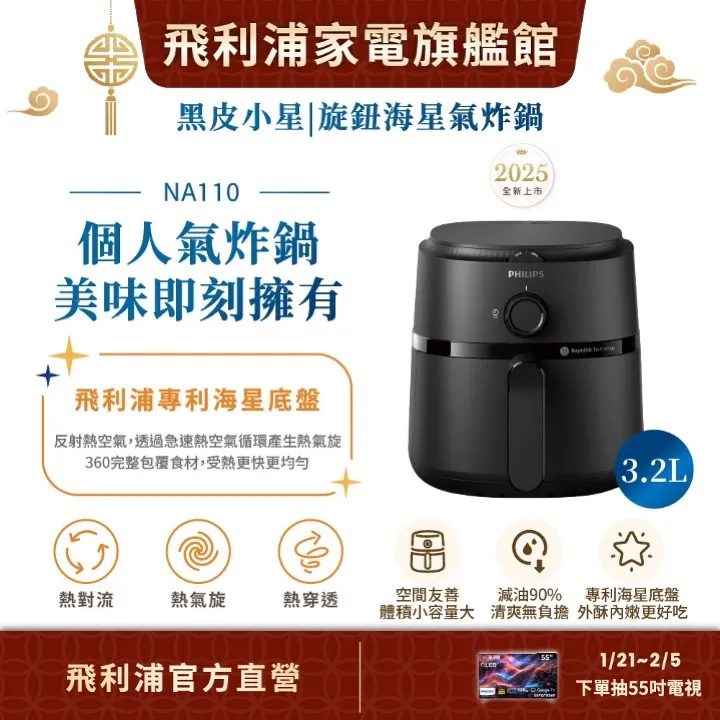 飛利浦家電旗艦館
黑皮小星|旋鈕海星氣炸鍋
2025
全新上市
NA110
個人氣炸鍋
美味即刻擁有
PHILIPS
RapidAir Technology
飛利浦專利海星底盤
反射熱空氣,透過急速熱空氣循環產生熱氣旋
360完整包覆食材,受熱更快更均勻
3.2L
熱對流
熱氣旋
熱穿透
空間友善
體積小容量大
減油90%
清爽無負擔
專利海星底盤
外酥內嫩更好吃
飛利浦官方直營
55"
QLED
Google TV
1/21~2/5
下單抽55吋電視